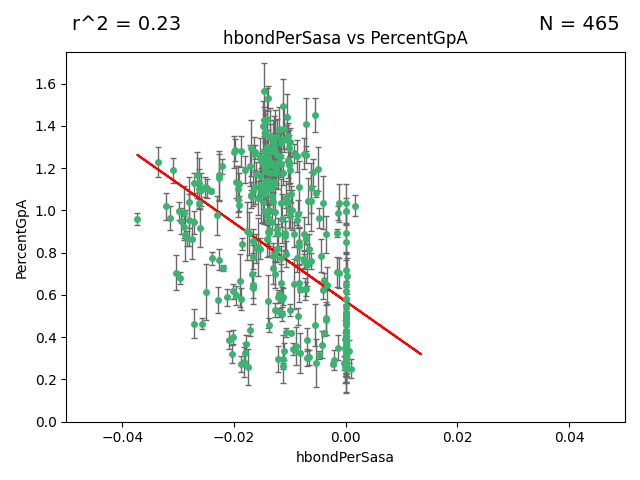 r^2 = 0.23
N = 465
hbondPerSasa vs PercentGpA
PercentGpA
1.6
1.4
1.2
1.0
0.8
0.6
0.4
0.2
0.0
−0.04 −0.02 0.00 0.02 0.04
hbondPerSasa